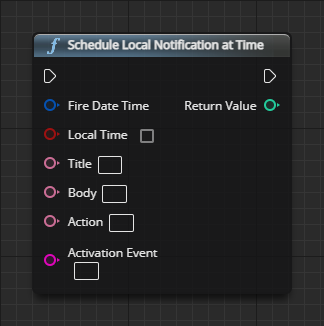 f Schedule Local Notification at Time
Fire Date Time Return Value
Local Time
Title
Body
Action
Activation Event